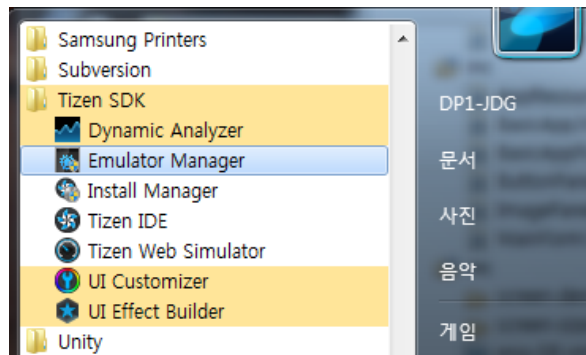 Samsung Printers
Subversion
Tizen SDK
Dynamic Analyzer
Emulator Manager
Install Manager
Tizen IDE
Tizen Web Simulator
UI Customizer
UI Effect Builder
Unity
DP1-JDG
문서
사진
음악
게임